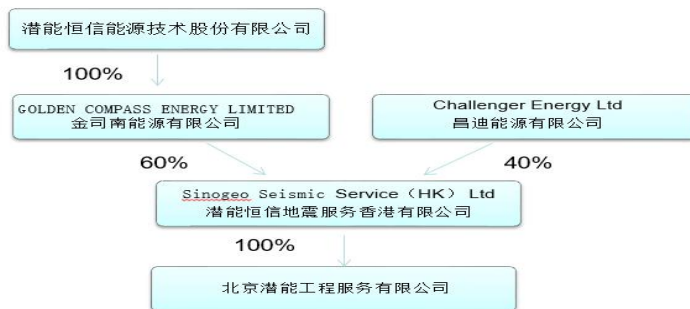 潜能恒信能源技术股份有限公司
100%
GOLDEN COMPASS ENERGY LIMITED
金司南能源有限公司
Challenger Energy Ltd
昌迪能源有限公司
60%
40%
Sinogeo Seismic Service（HK）Ltd
潜能恒信地震服务香港有限公司
100%
北京潜能工程服务有限公司